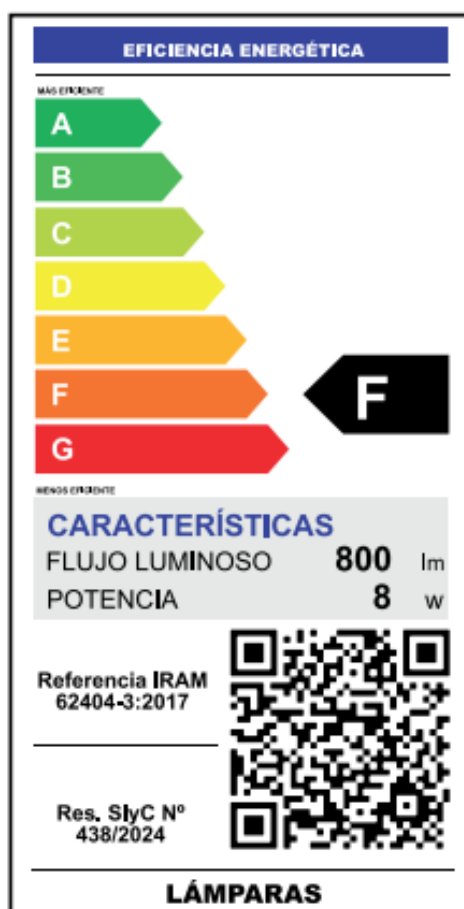 EFICIENCIA ENERGÉTICA
MÁS EFICIENTE
A
B
C
D
E
F
F
G
MENOS EFICIENTE
CARACTERÍSTICAS
FLUJO LUMINOSO 800 lm
POTENCIA 8 w
Referencia IRAM
62404-3:2017
Res. SIyC Nº
438/2024
LÁMPARAS